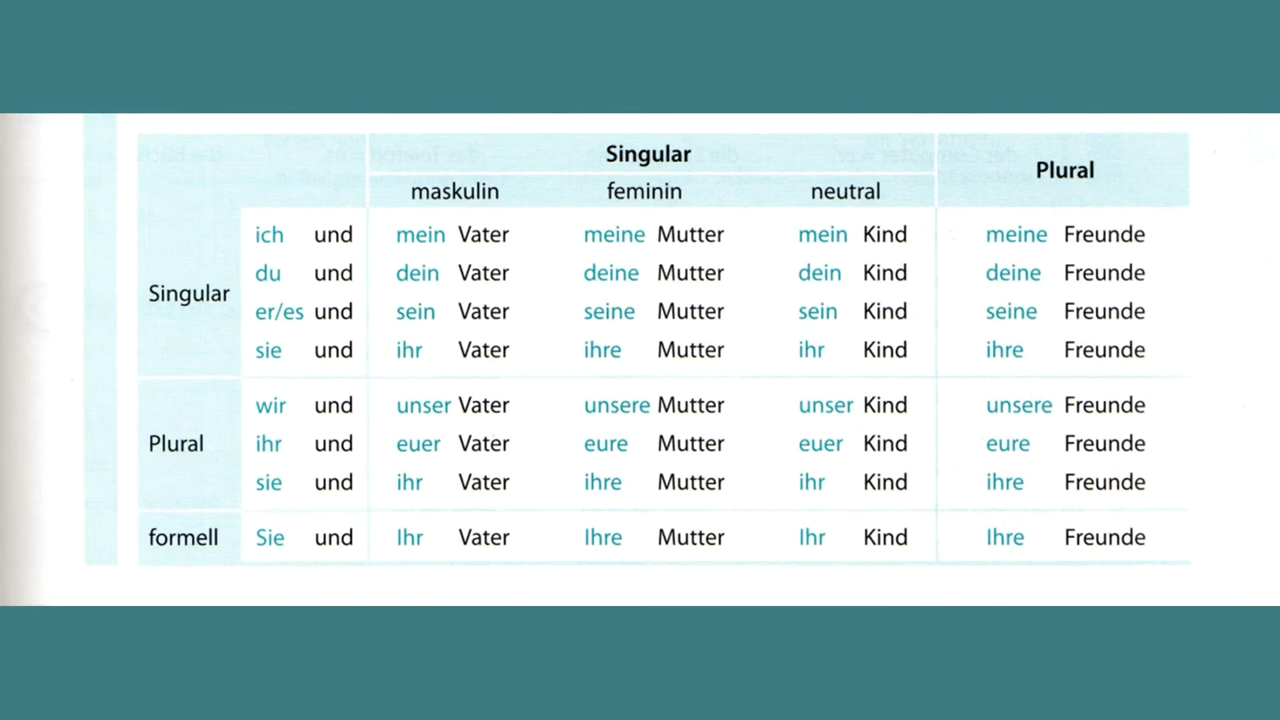 Singular
Plural
maskulin feminin neutral
ich und mein Vater meine Mutter mein Kind meine Freunde
du und dein Vater deine Mutter dein Kind deine Freunde
Singular
er/es und sein Vater seine Mutter sein Kind seine Freunde
sie und ihr Vater ihre Mutter ihr Kind ihre Freunde
wir und unser Vater unsere Mutter unser Kind unsere Freunde
Plural ihr und euer Vater eure Mutter euer Kind eure Freunde
sie und ihr Vater ihre Mutter ihr Kind ihre Freunde
formell Sie und Ihr Vater Ihre Mutter Ihr Kind Ihre Freunde